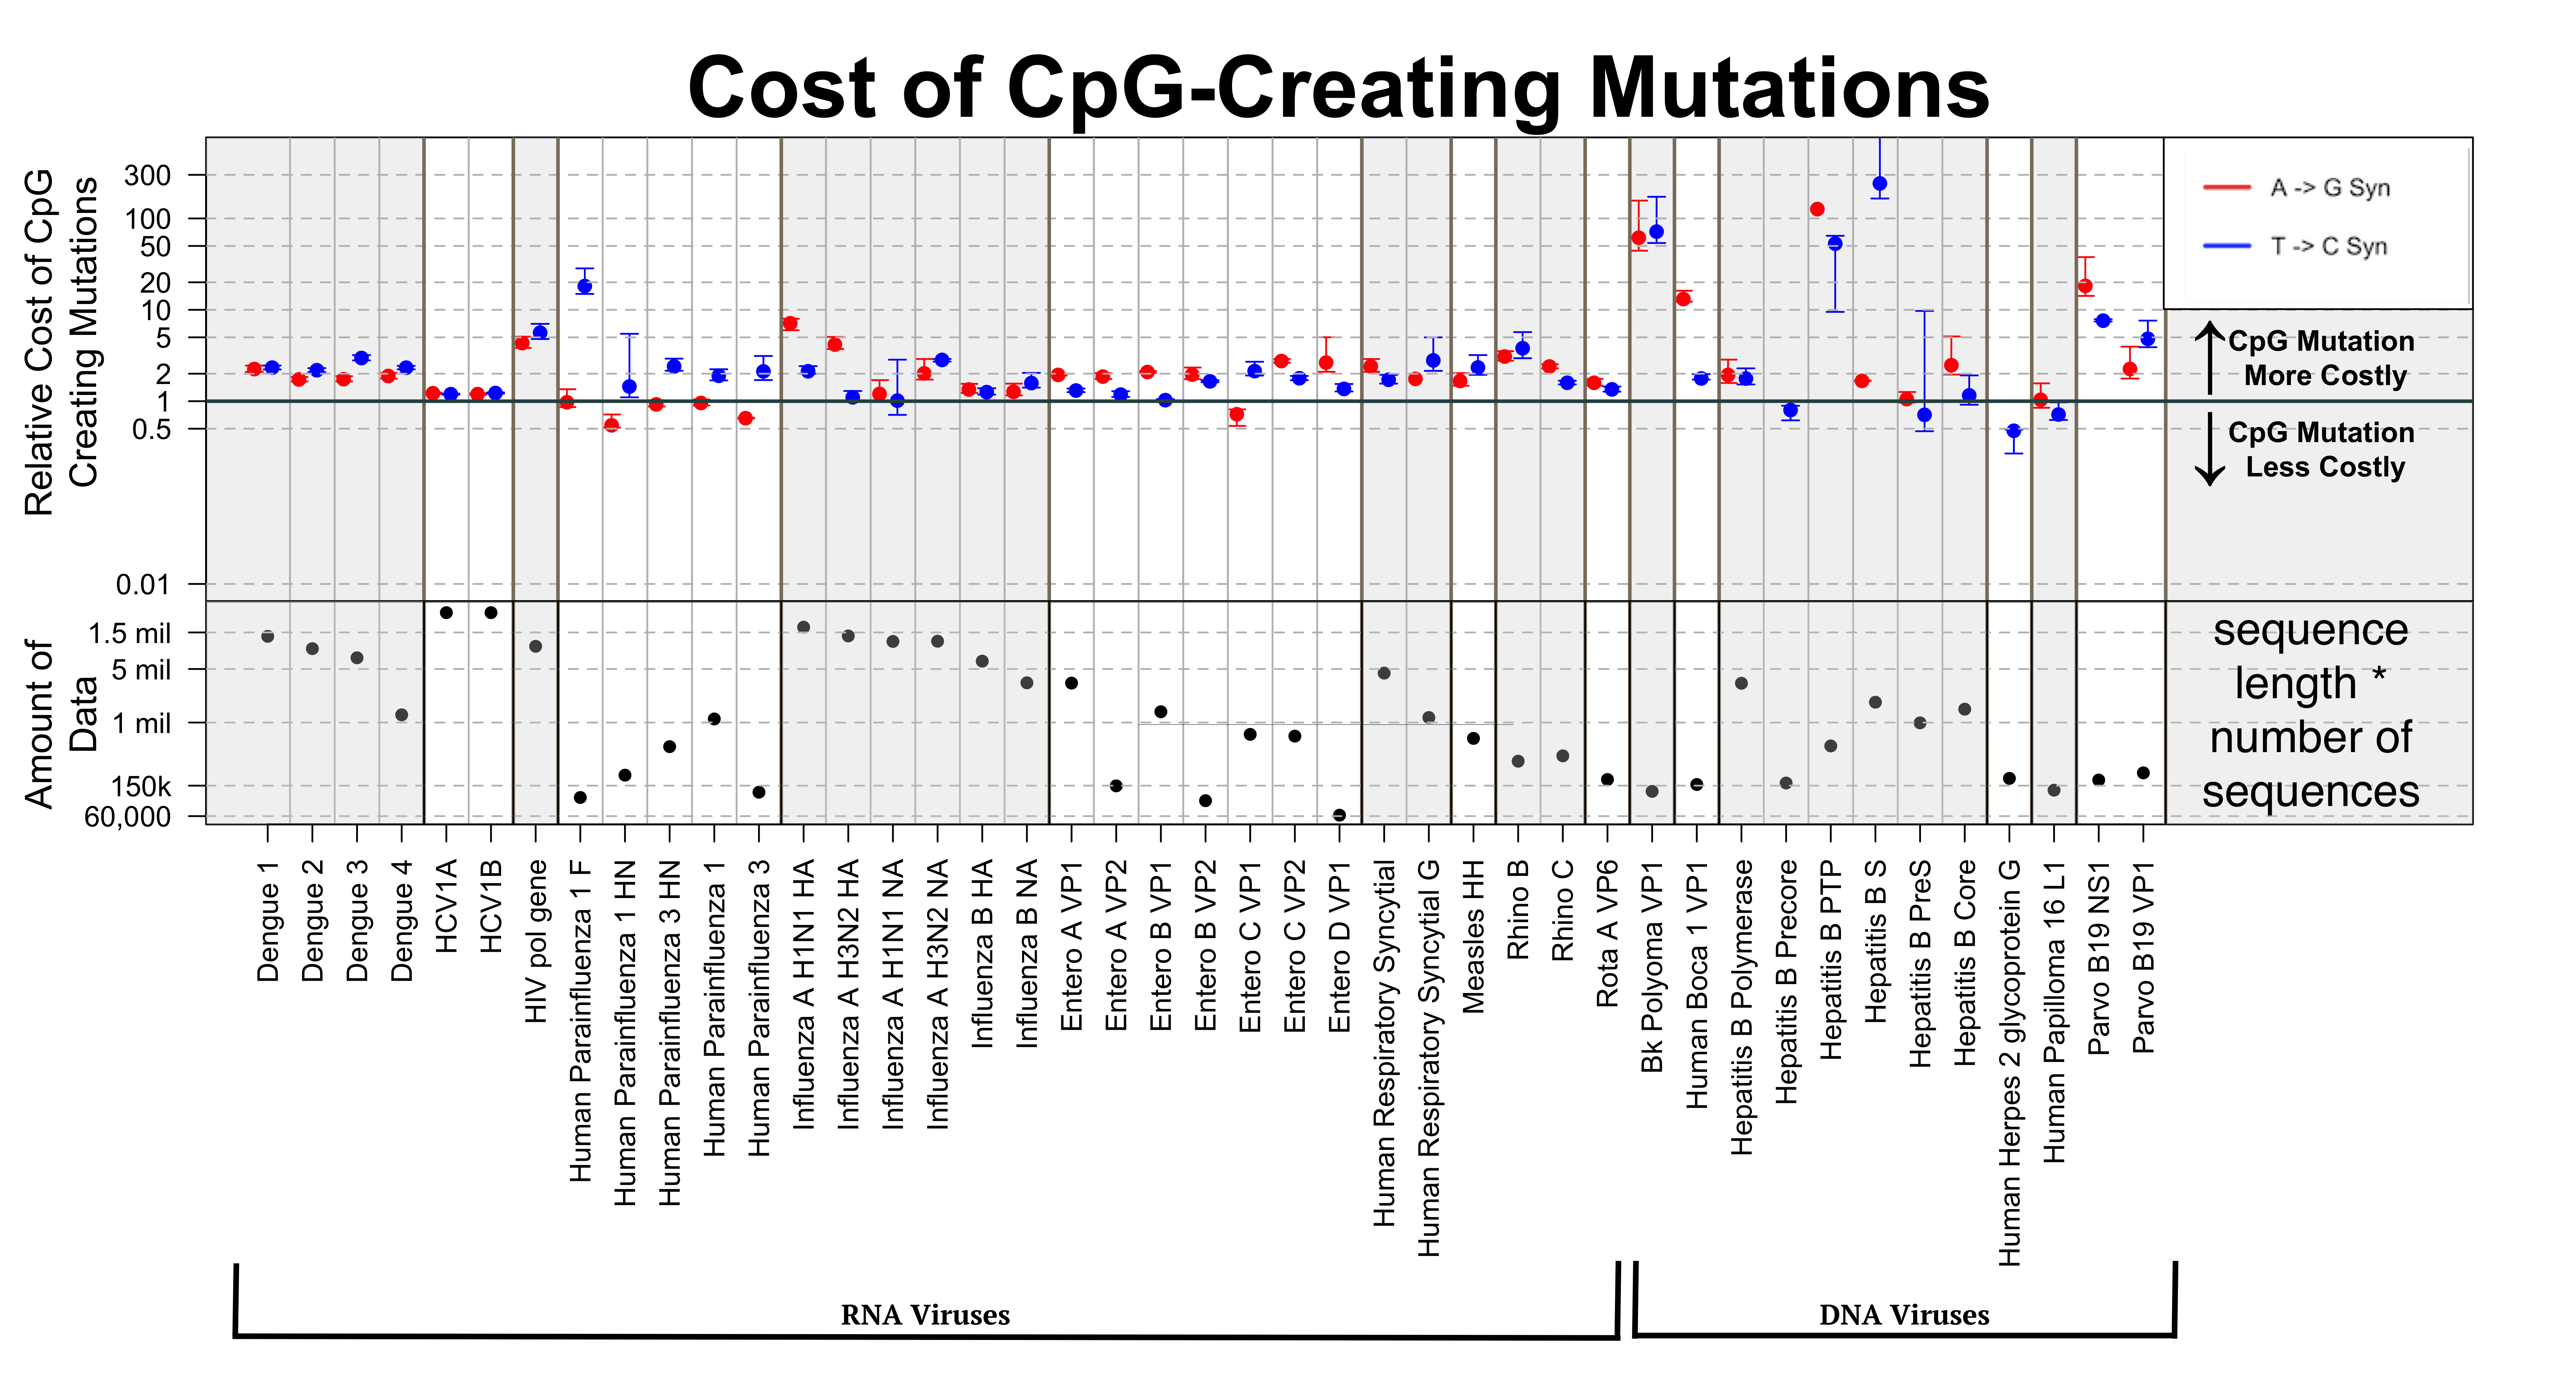 Cost of CpG-Creating Mutations
Relative Cost of CpG
Creating Mutations
300
100
50
20
10
5
2
1
0.5
0.01
A -> G Syn
T -> C Syn
CpG Mutation
More Costly
CpG Mutation
Less Costly
Amount of
Data
1.5 mil
5 mil
1 mil
150k
60,000
sequence
length *
number of
sequences
Dengue 1
Dengue 2
Dengue 3
Dengue 4
HCV1A
HCV1B
HIV pol gene
Human Parainfluenza 1 F
Human Parainfluenza 1 HN
Human Parainfluenza 3 HN
Human Parainfluenza 1
Human Parainfluenza 3
Influenza A H1N1 HA
Influenza A H3N2 HA
Influenza A H1N1 NA
Influenza A H3N2 NA
Influenza B HA
Influenza B NA
Entero A VP1
Entero A VP2
Entero B VP1
Entero B VP2
Entero C VP1
Entero C VP2
Entero D VP1
Human Respiratory Syncytial
Human Respiratory Syncytial G
Measles HH
Rhino B
Rhino C
Rota A VP6
Bk Polyoma VP1
Human Boca 1 VP1
Hepatitis B Polymerase
Hepatitis B Precore
Hepatitis B PTP
Hepatitis B S
Hepatitis B PreS
Hepatitis B Core
Human Herpes 2 glycoprotein G
Human Papilloma 16 L1
Parvo B19 NS1
Parvo B19 VP1
RNA Viruses
DNA Viruses